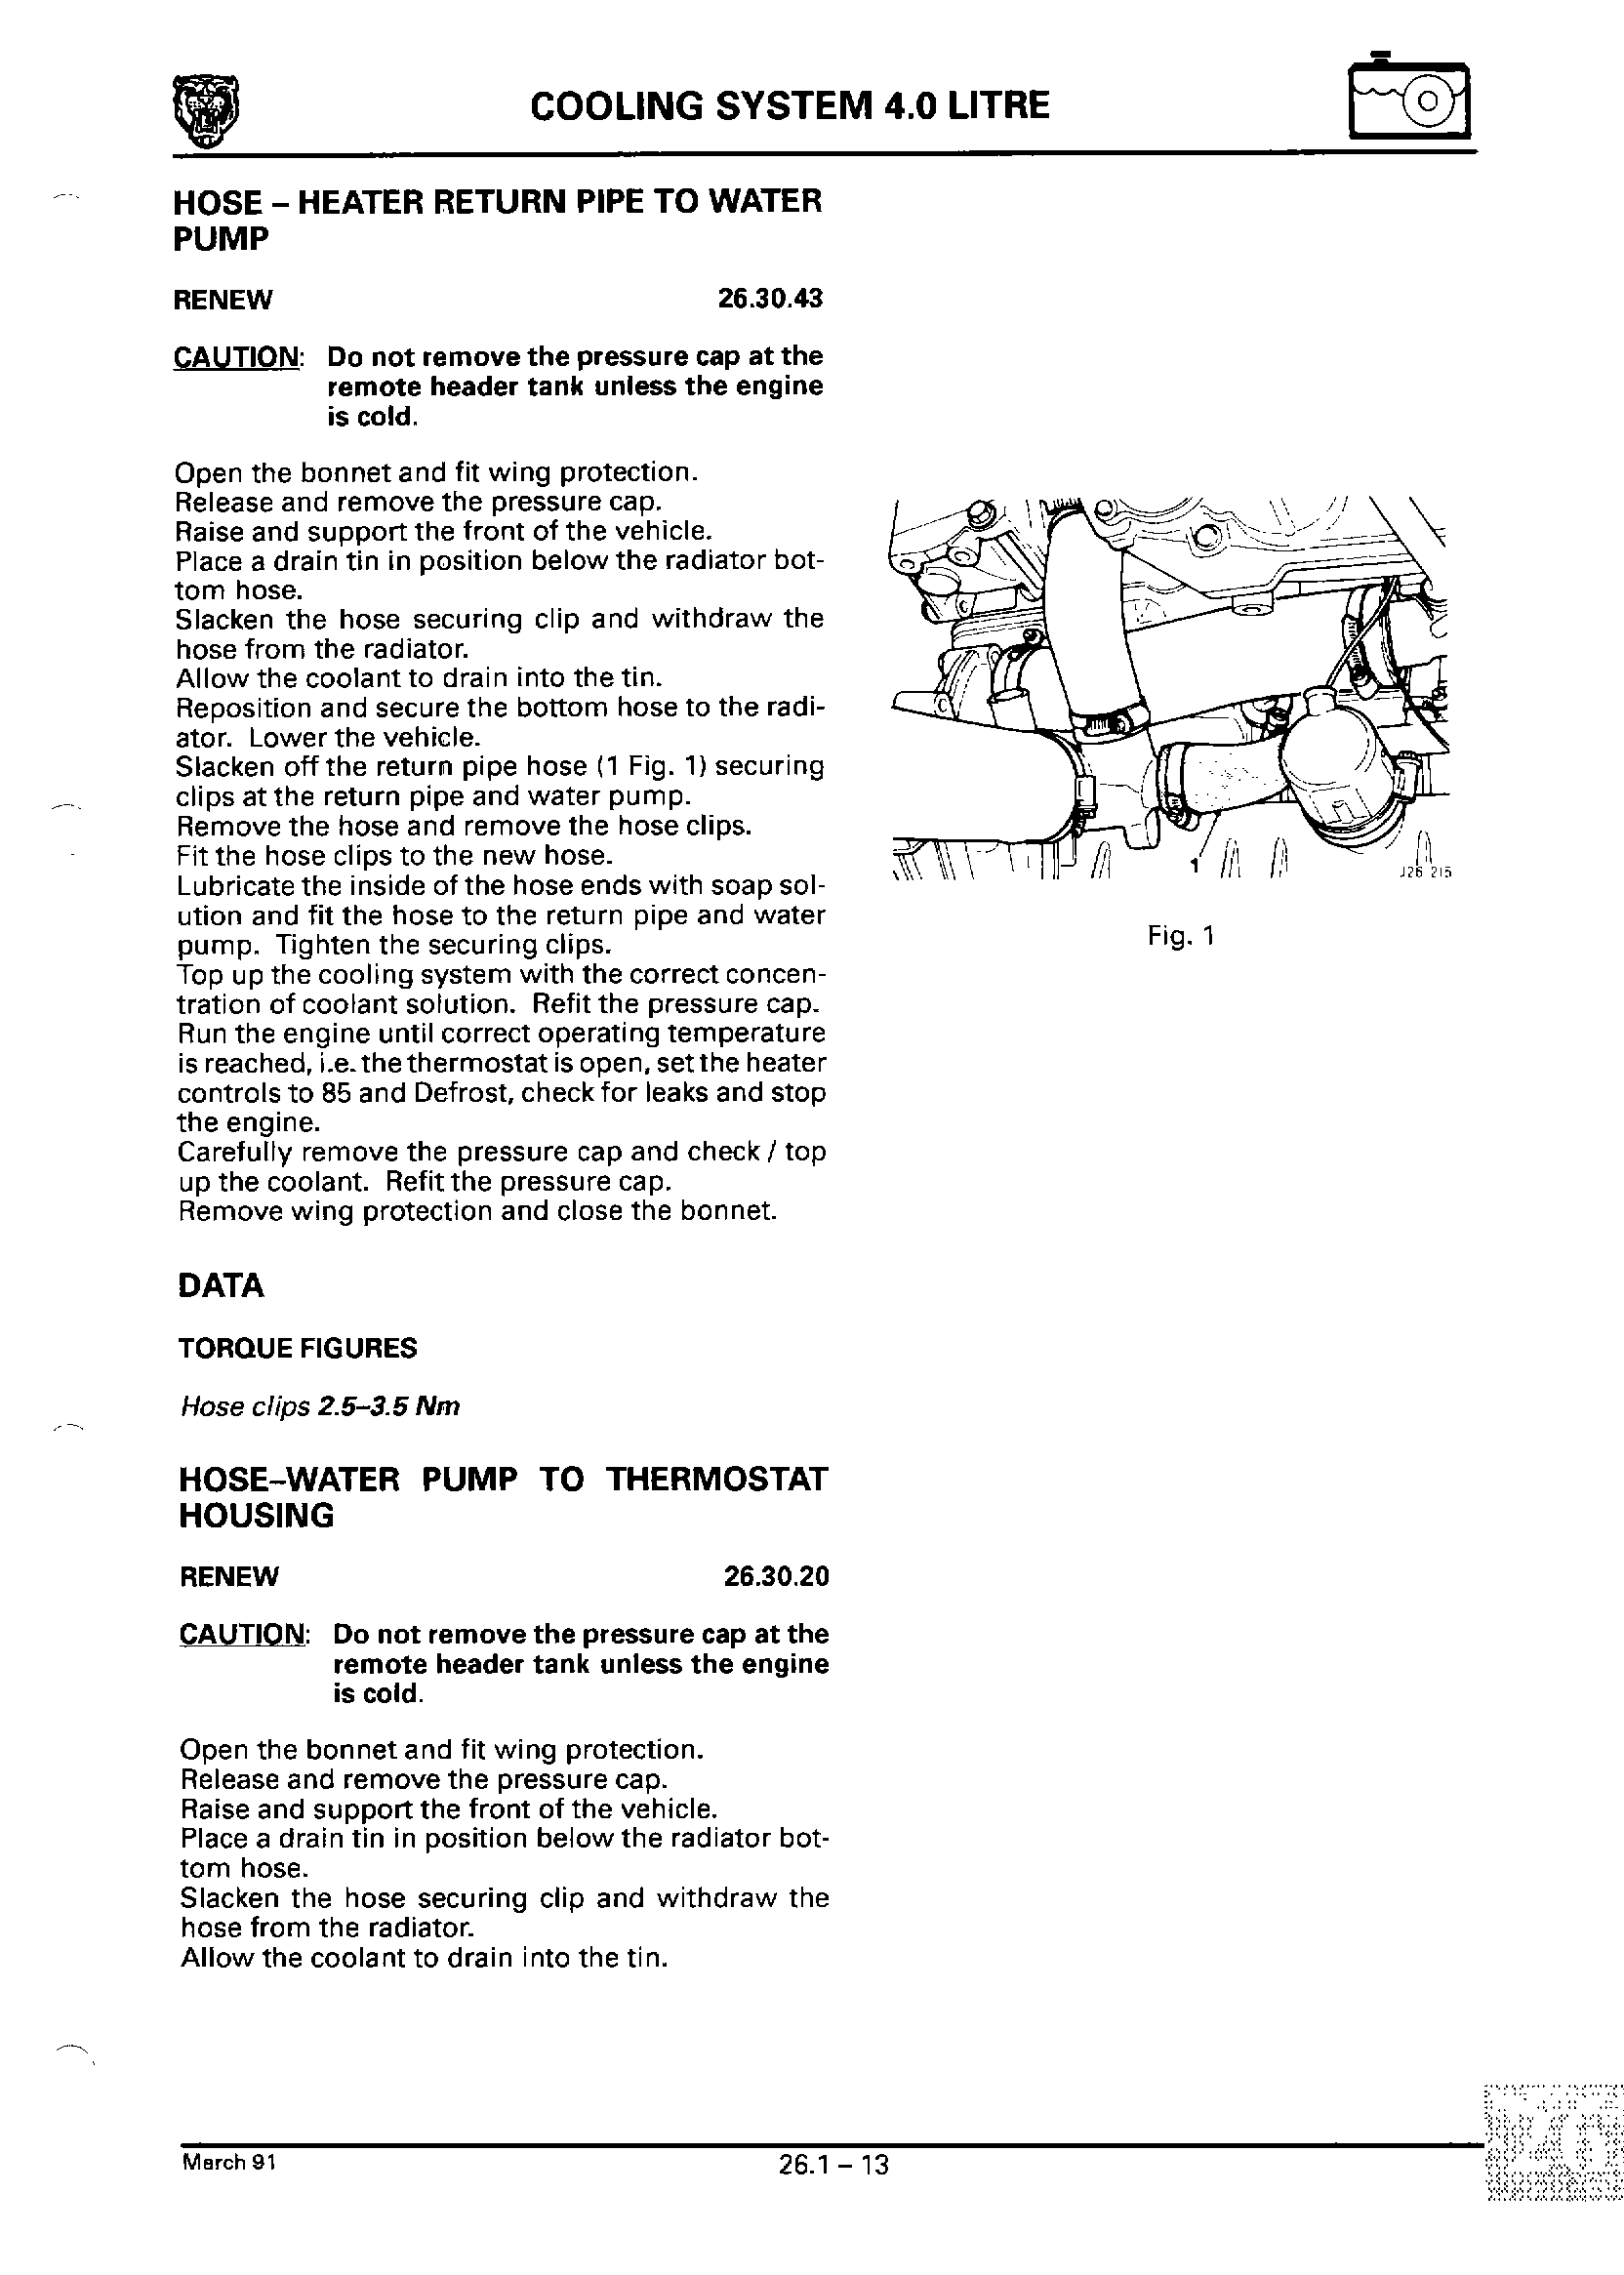 COOLING SYSTEM 4.0 LITRE
HOSE – HEATER RETURN PIPE TO WATER
PUMP
RENEW 26.30.43
CAUTION: Do not remove the pressure cap at the
remote header tank unless the engine
is cold.
Open the bonnet and fit wing protection.
Release and remove the pressure cap.
Raise and support the front of the vehicle.
Place a drain tin in position below the radiator bot-
tom hose.
Slacken the hose securing clip and withdraw the
hose from the radiator.
Allow the coolant to drain into the tin.
Reposition and secure the bottom hose to the radi-
ator. Lower the vehicle.
Slacken off the return pipe hose (1 Fig. 1) securing
clips at the return pipe and water pump.
Remove the hose and remove the hose clips.
Fit the hose clips to the new hose.
Lubricate the inside of the hose ends with soap sol-
ution and fit the hose to the return pipe and water
pump. Tighten the securing clips.
Top up the cooling system with the correct concen-
tration of coolant solution. Refit the pressure cap.
Run the engine until correct operating temperature
is reached, i.e. the thermostat is open, set the heater
controls to 85 and Defrost, check for leaks and stop
the engine.
Carefully remove the pressure cap and check / top
up the coolant. Refit the pressure cap.
Remove wing protection and close the bonnet.
DATA
TORQUE FIGURES
Hose clips 2.5–3.5 Nm
HOSE–WATER PUMP TO THERMOSTAT
HOUSING
RENEW 26.30.20
CAUTION: Do not remove the pressure cap at the
remote header tank unless the engine
is cold.
Open the bonnet and fit wing protection.
Release and remove the pressure cap.
Raise and support the front of the vehicle.
Place a drain tin in position below the radiator bot-
tom hose.
Slacken the hose securing clip and withdraw the
hose from the radiator.
Allow the coolant to drain into the tin.
1
J26 215
Fig. 1
March 91 26.1 – 13